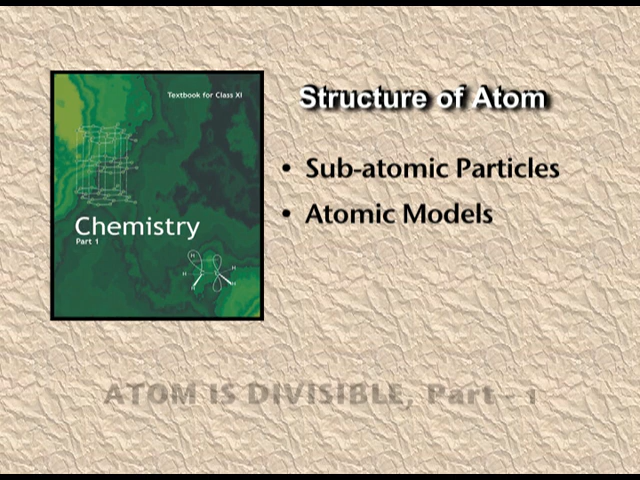 Textbook for Class XI
Chemistry
Part 1
Structure of Atom
• Sub-atomic Particles
• Atomic Models
ATOM IS DIVISIBLE, Part - 1